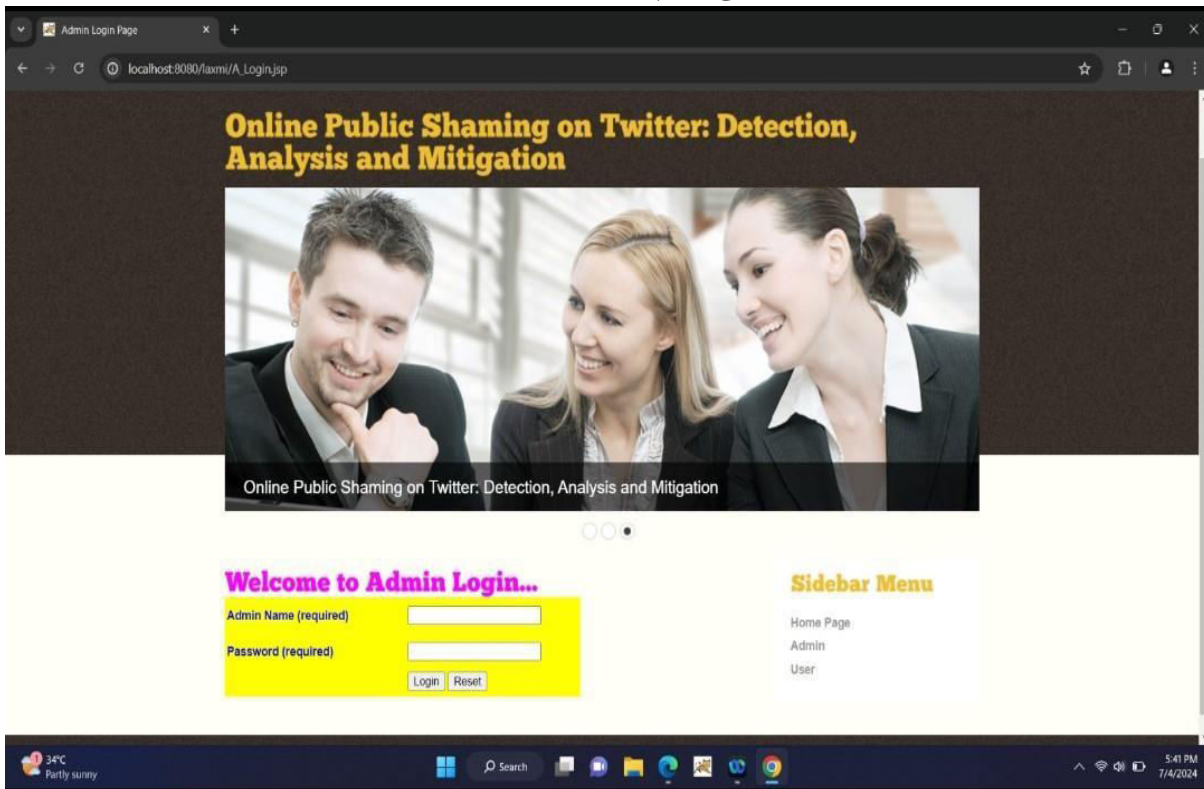 Admin Login Page
localhost:8080/laxmi/A_Login.jsp
Online Public Shaming on Twitter: Detection,
Analysis and Mitigation
Online Public Shaming on Twitter: Detection, Analysis and Mitigation
Welcome to Admin Login...
Admin Name (required)
Password (required)
Login Reset
Sidebar Menu
Home Page
Admin
User
1
34°C
Partly sunny
Search
5:41 PM
7/4/2024